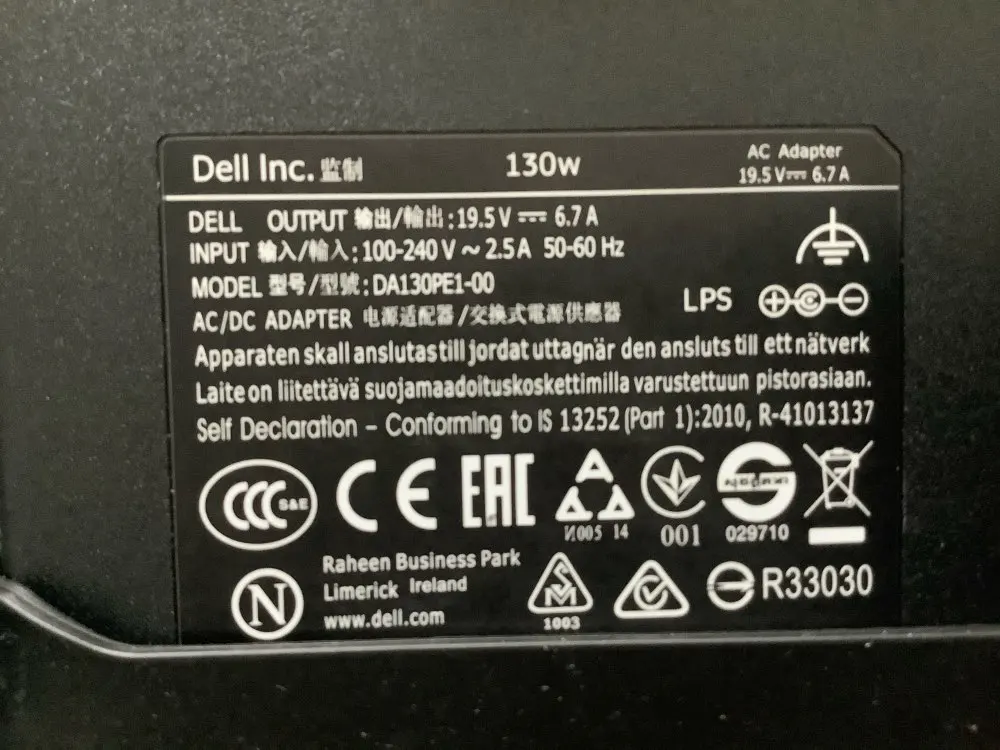 Dell Inc. 监制
130W
AC Adapter
19.5 V⎓ 6.7 A
DELL OUTPUT 输出/輸出: 19.5 V ⎓ 6.7 A
INPUT 输入/輸入: 100-240 V ~ 2.5 A 50-60 Hz
MODEL 型号/型號: DA130PE1-00
LPS
AC/DC ADAPTER 电源适配器/交換式電源供應器
Apparaten skall anslutas till jordat uttag när den ansluts till ett nätverk
Laite on liitettävä suojamaadoituskoskettimilla varustettuun pistorasiaan.
Self Declaration – Conforming to IS 13252 (Part 1):2010, R-41013137
CCC S&E
CE
EAC
И005 14
001
029710
N
Raheen Business Park
Limerick Ireland
www.dell.com
1003
R33030